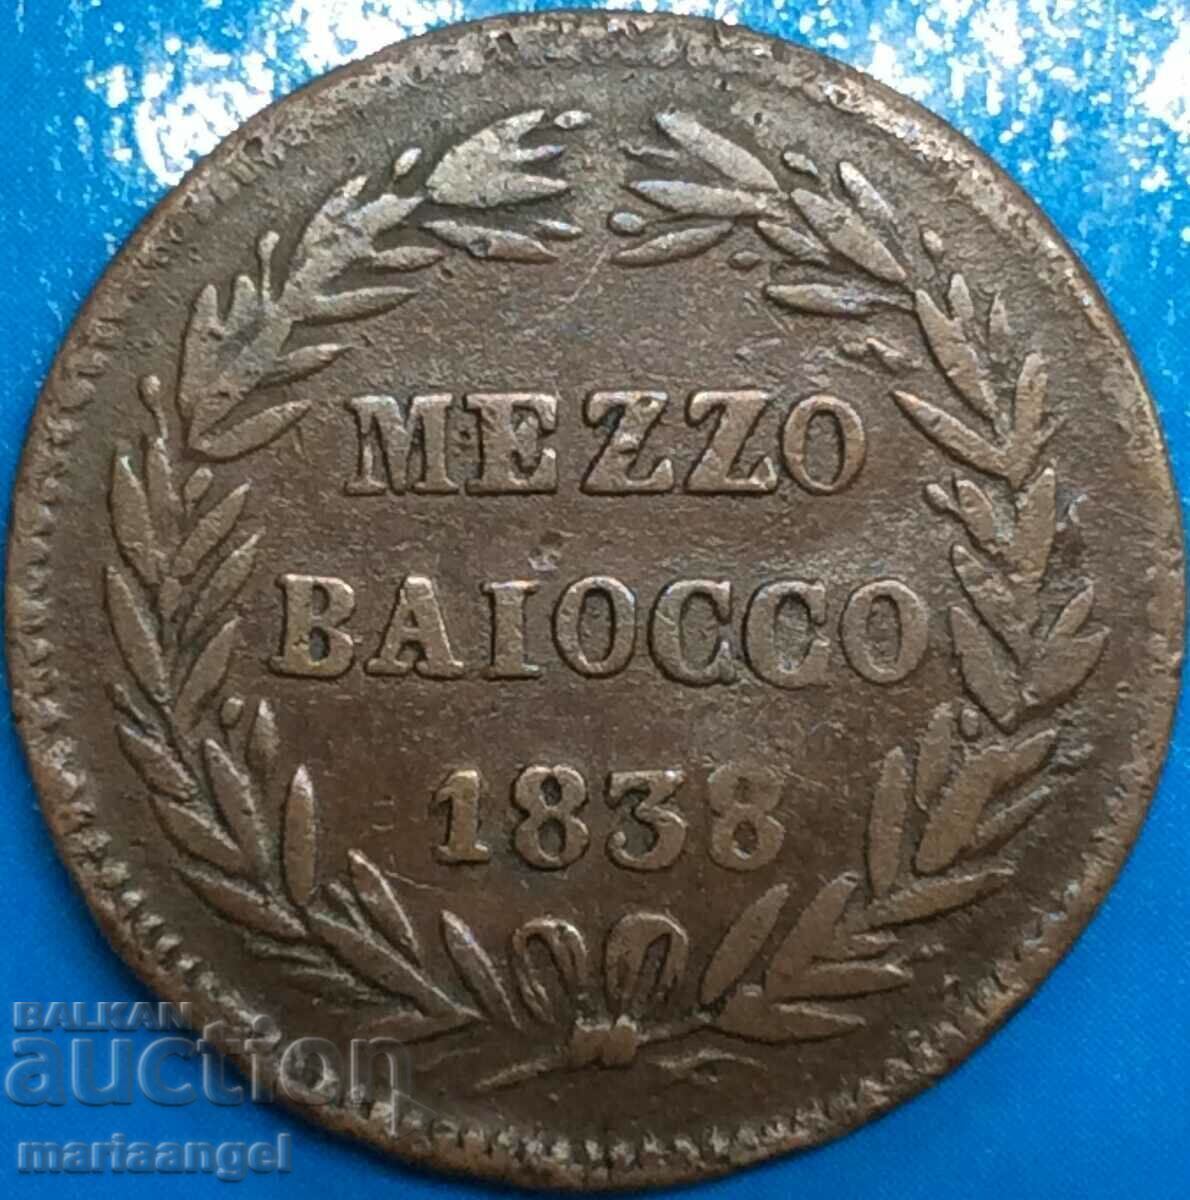 MEZZO
BAIOCCO
1838
BALKAN
auction
mariaangel